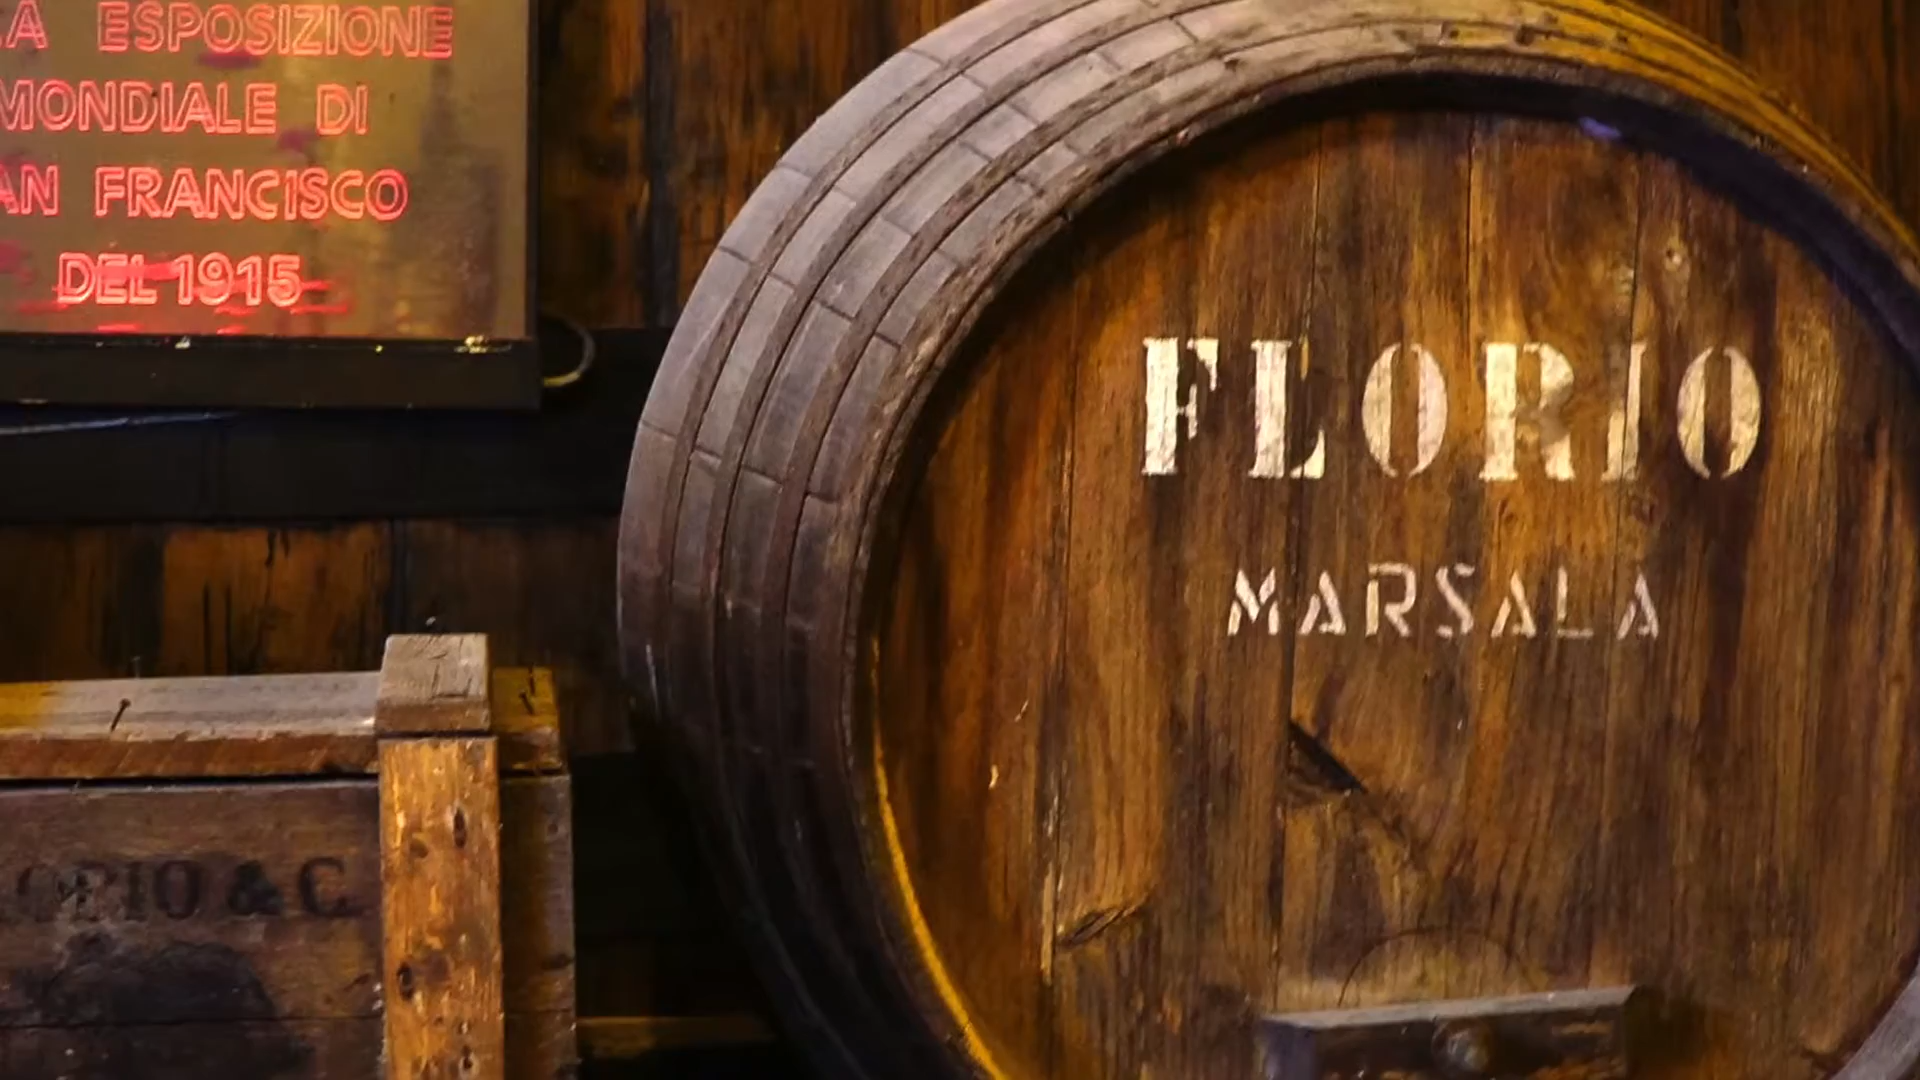 ESPOSIZIONE
MONDIALE DI
FRANCISCO
DEL 1915
FLORIO
MARSALA
& C.